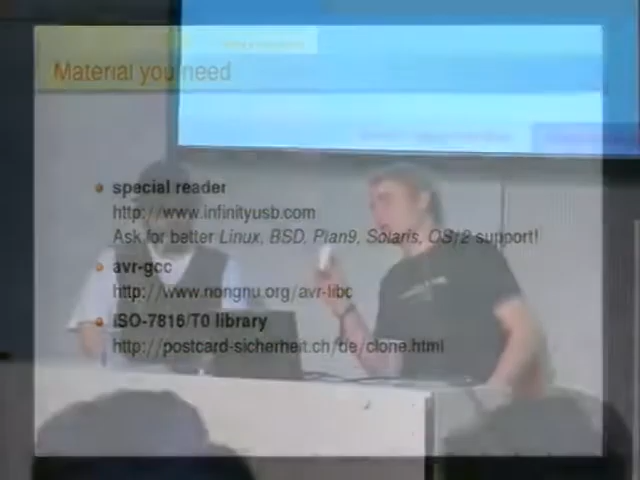 Material you need
special reader
http://www.infinityusb.com
Ask for better Linux, BSD, Plan9, Solaris, OS/2 support!
avr-gcc
http://www.nongnu.org/avr-libc
ISO-7816/T0 library
http://postcard-sicherheit.ch/de/clone.html